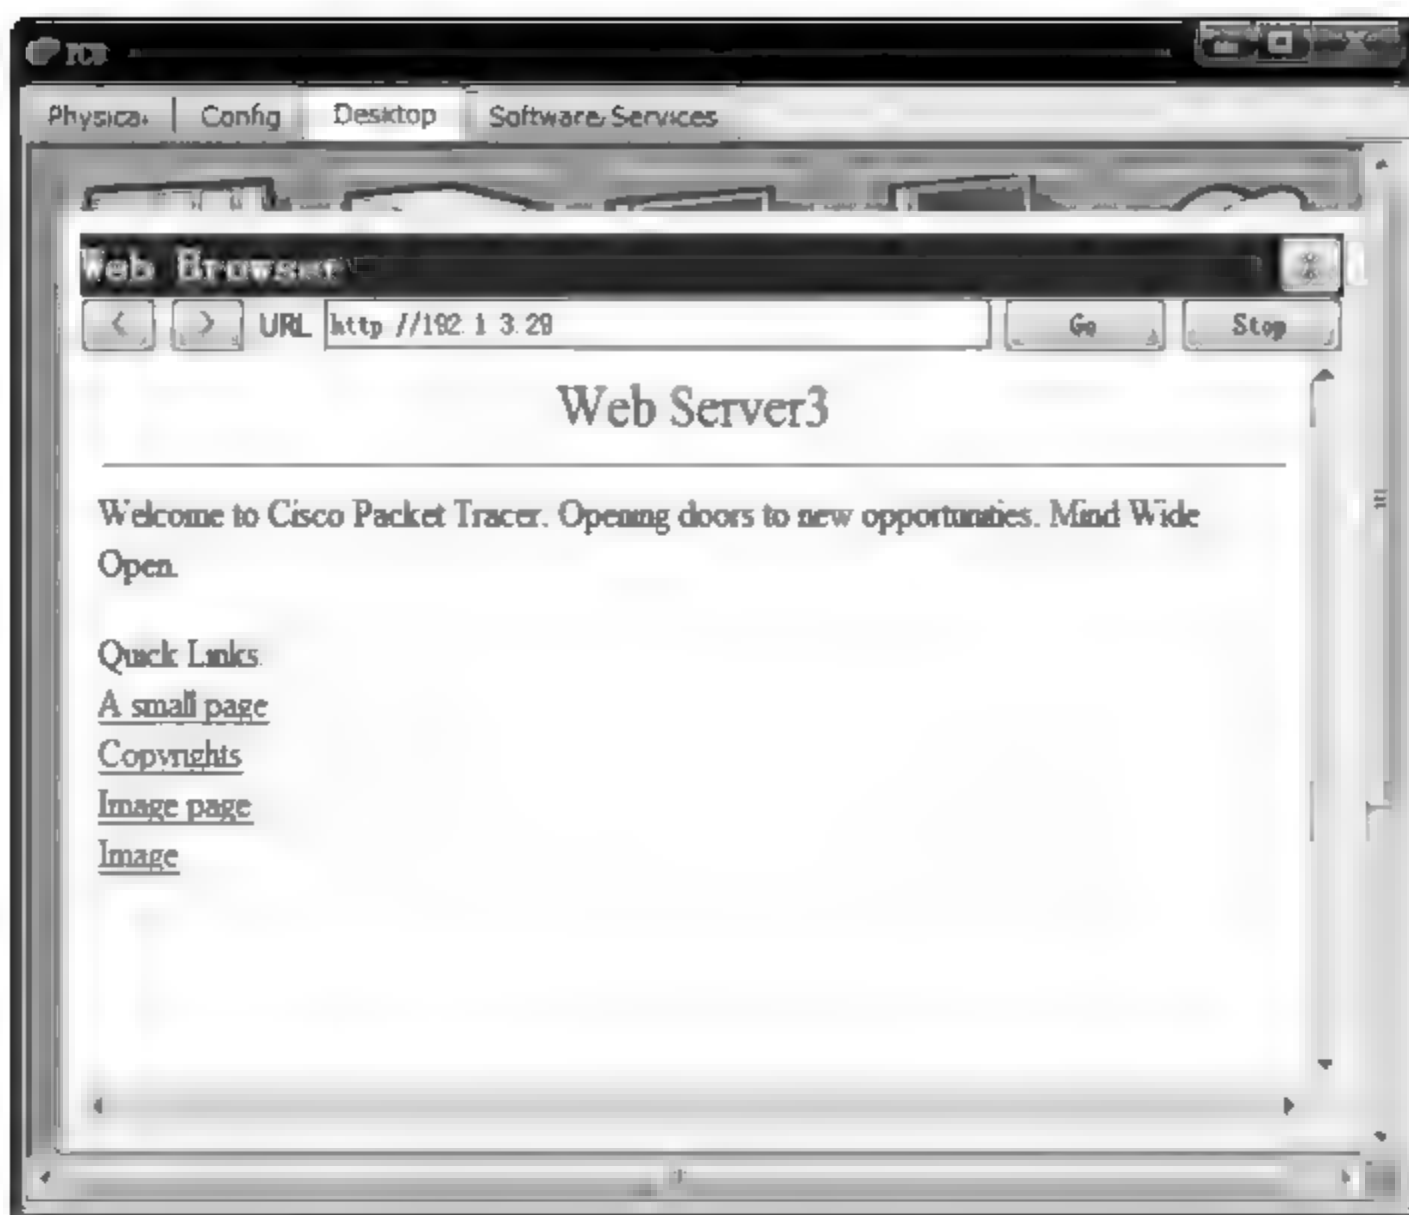 Physical Config Desktop Software/Services
Web Browser
< > URL http://192.1.3.29 Go Stop
Web Server3
Welcome to Cisco Packet Tracer. Opening doors to new opportunities. Mind Wide
Open.
Quick Links
A small page
Copyrights
Image page
Image